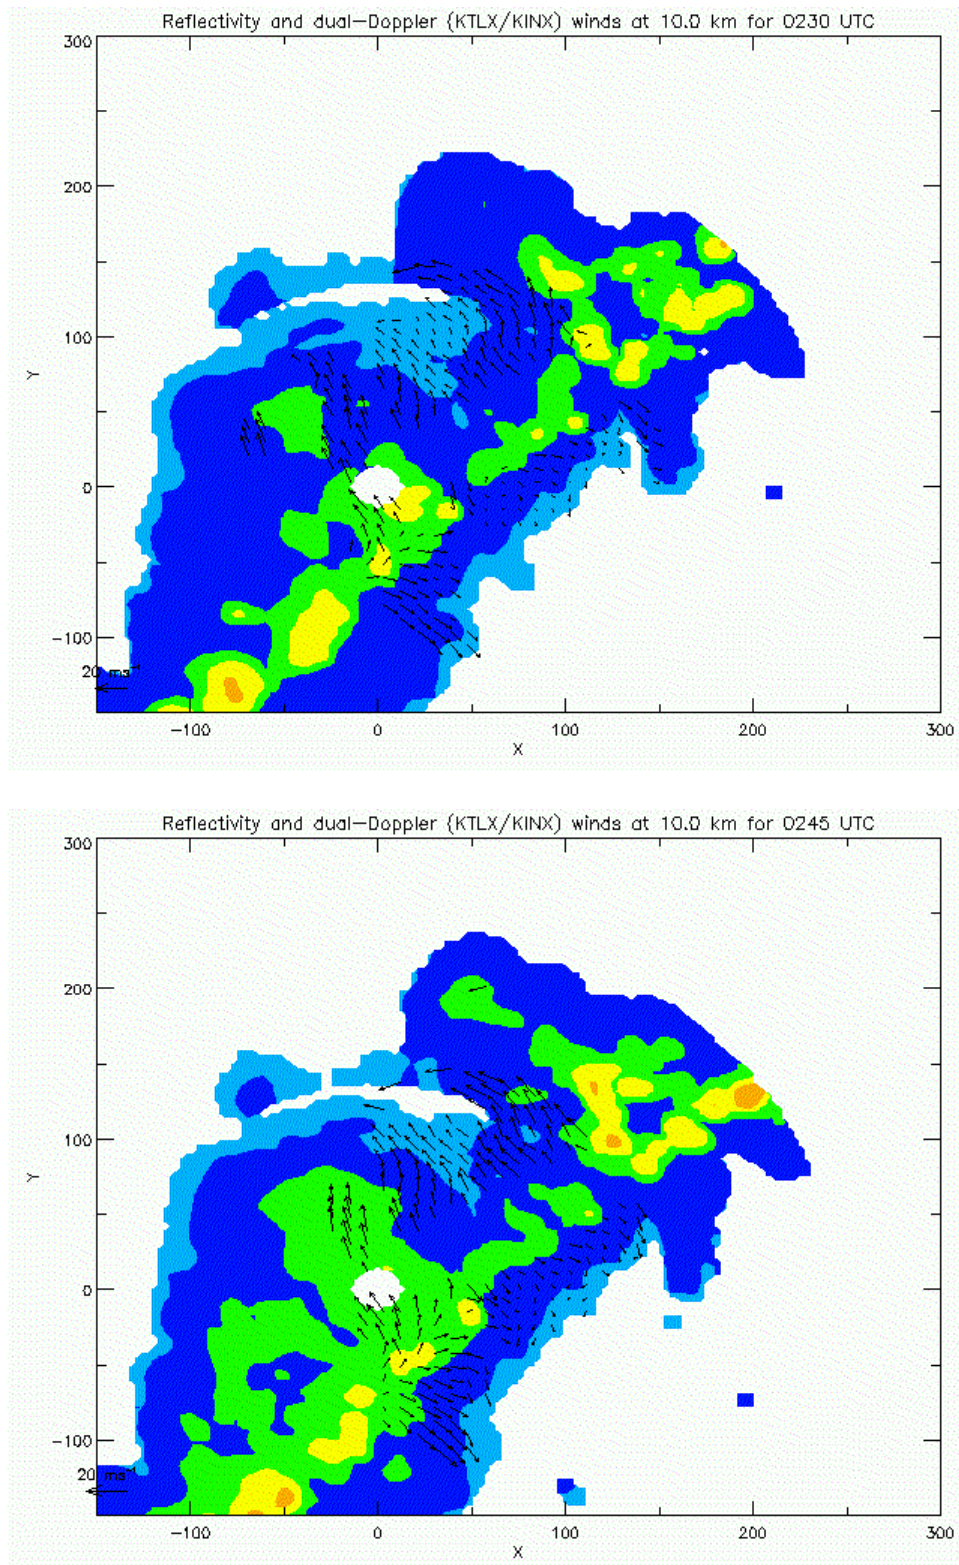 Reflectivity and dual-Doppler (KTLX/KINX) winds at 10.0 km for 0230 UTC
300
200
Y
100
0
-100
20 ms-1
-100 0 100 200 300
X
Reflectivity and dual-Doppler (KTLX/KINX) winds at 10.0 km for 0245 UTC
300
200
Y
100
0
-100
20 ms-1
-100 0 100 200 300
X